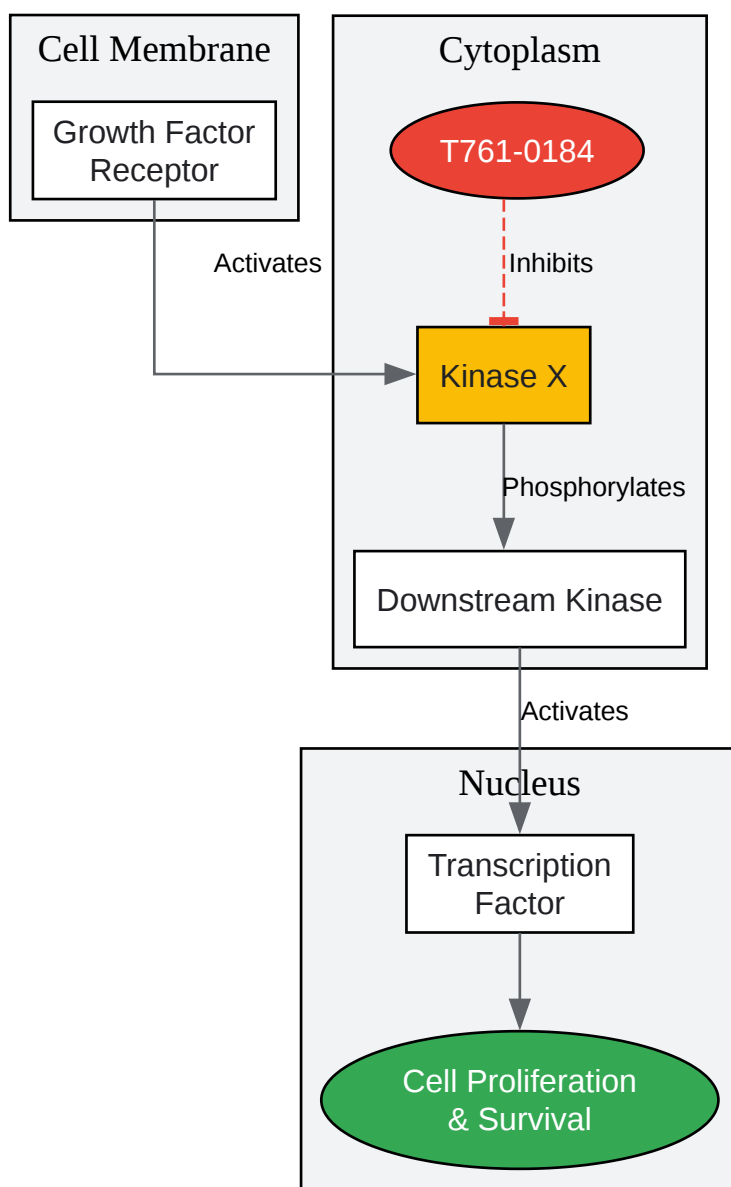 Cell Membrane
Growth Factor
Receptor
Cytoplasm
T761-0184
Activates
Inhibits
Kinase X
Phosphorylates
Downstream Kinase
Activates
Nucleus
Transcription
Factor
Cell Proliferation
& Survival